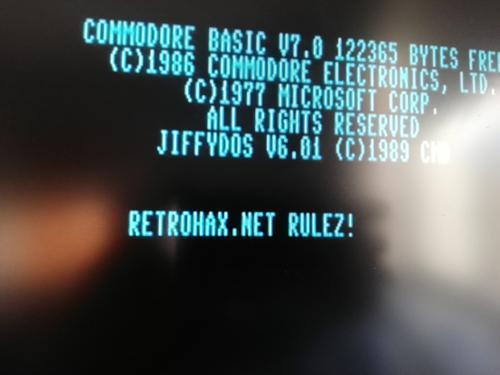 COMMODORE BASIC V7.0 122365 BYTES FREE
(C)1986 COMMODORE ELECTRONICS, LTD.
(C)1977 MICROSOFT CORP.
ALL RIGHTS RESERVED
JIFFYDOS V6.01 (C)1989 CMD
RETROHAX.NET RULEZ!